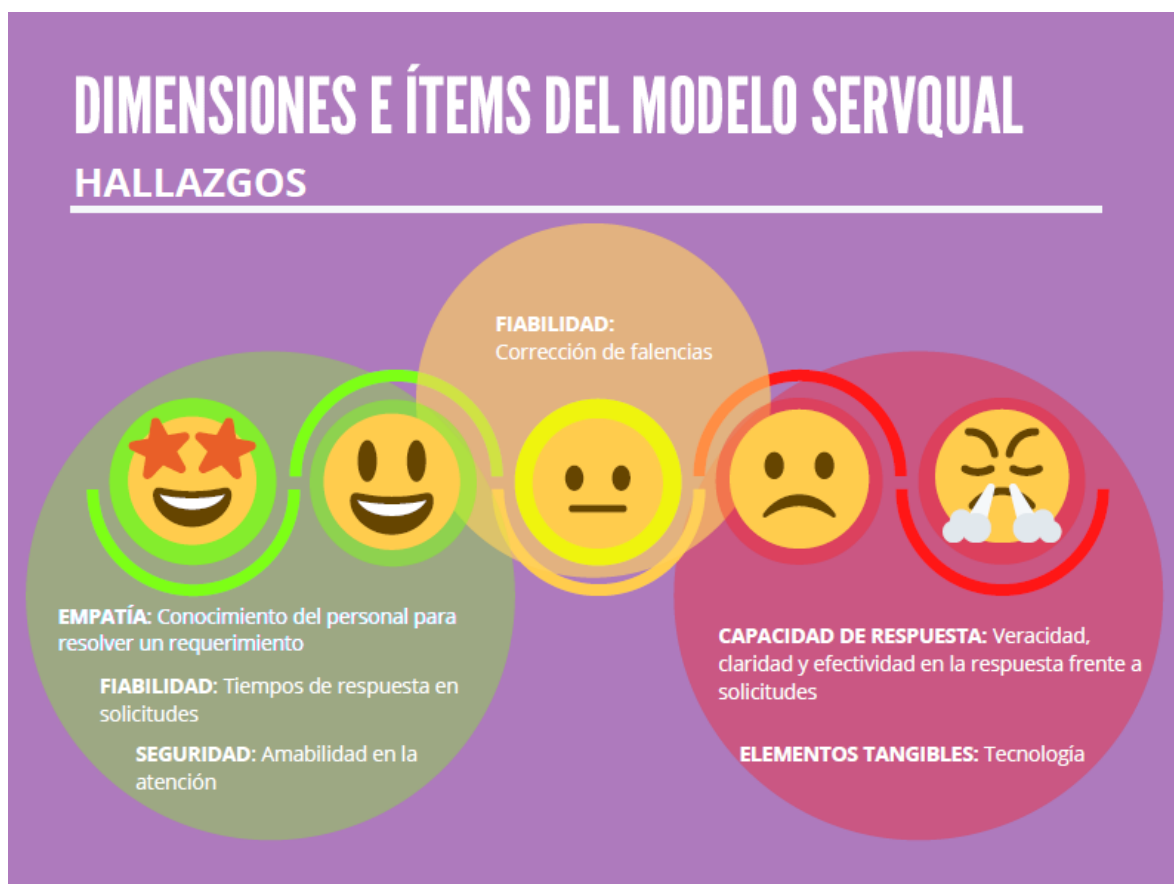 DIMENSIONES E ÍTEMS DEL MODELO SERVQUAL
HALLAZGOS
FIABILIDAD:
Corrección de falencias
EMPATÍA: Conocimiento del personal para
resolver un requerimiento
FIABILIDAD: Tiempos de respuesta en
solicitudes
SEGURIDAD: Amabilidad en la
atención
CAPACIDAD DE RESPUESTA: Veracidad,
claridad y efectividad en la respuesta frente a
solicitudes
ELEMENTOS TANGIBLES: Tecnología